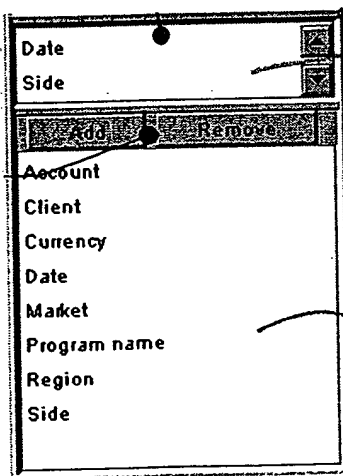 Date
Side
Add Remove
Account
Client
Currency
Date
Market
Program name
Region
Side